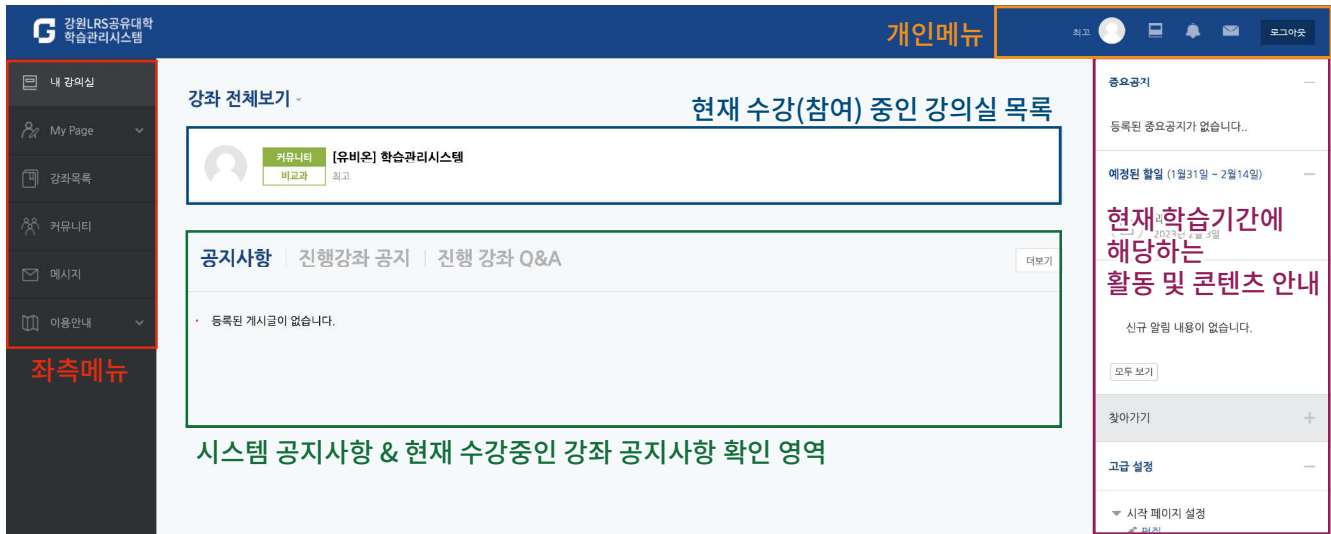 강원LRS공유대학
학습관리시스템
개인메뉴
최고
로그아웃
내 강의실
My Page
강좌목록
커뮤니티
메시지
이용안내
좌측메뉴
강좌 전체보기
현재 수강(참여) 중인 강의실 목록
커뮤니티
비교과
[유비온] 학습관리시스템
최고
공지사항 | 진행강좌 공지 | 진행 강좌 Q&A
더보기
등록된 게시글이 없습니다.
시스템 공지사항 & 현재 수강중인 강좌 공지사항 확인 영역
중요공지
등록된 중요공지가 없습니다..
예정된 할일 (1월31일 ~ 2월14일)
현재 학습기간에
2023년 2월 3일
해당하는
활동 및 콘텐츠 안내
신규 알림 내용이 없습니다.
모두 보기
찾아가기
고급 설정
시작 페이지 설정
편집